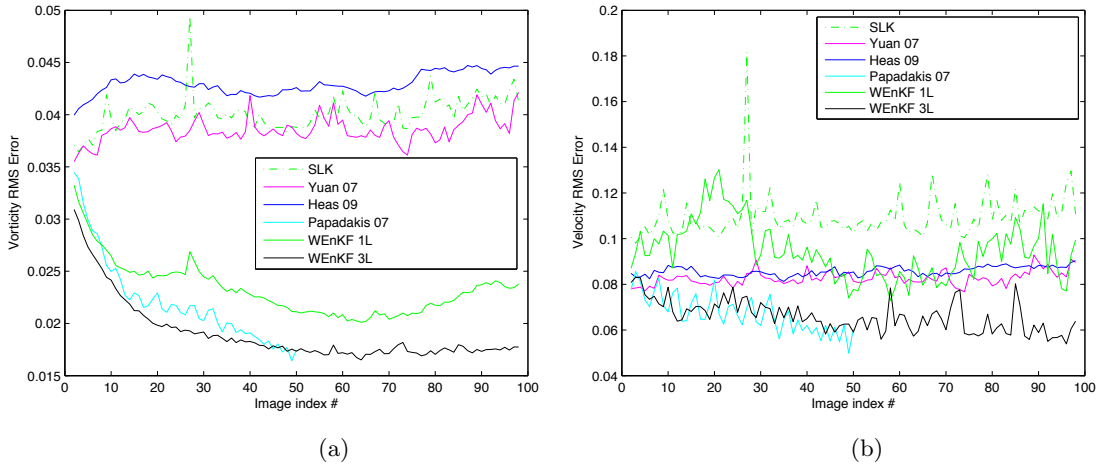 0.05
0.045
0.04
0.035
0.03
0.025
0.02
0.015
Vorticity RMS Error
0 10 20 30 40 50 60 70 80 90 100
Image index #
SLK
Yuan 07
Heas 09
Papadakis 07
WEnKF 1L
WEnKF 3L
(a)
0.2
0.18
0.16
0.14
0.12
0.1
0.08
0.06
0.04
Velocity RMS Error
0 10 20 30 40 50 60 70 80 90 100
Image index #
SLK
Yuan 07
Heas 09
Papadakis 07
WEnKF 1L
WEnKF 3L
(b)